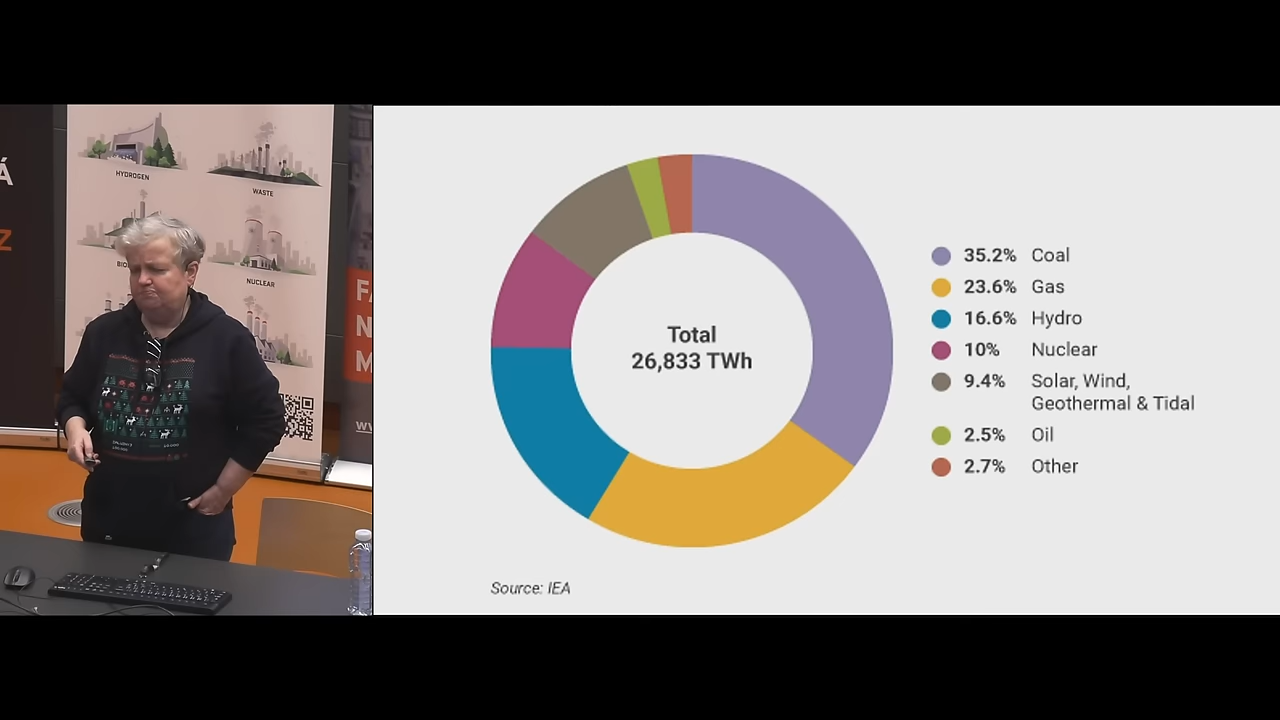 Á
Z
HYDROGEN
WASTE
NUCLEAR
Total
26,833 TWh
35.2% Coal
23.6% Gas
16.6% Hydro
10% Nuclear
9.4% Solar, Wind,
Geothermal & Tidal
2.5% Oil
2.7% Other
Source: IEA